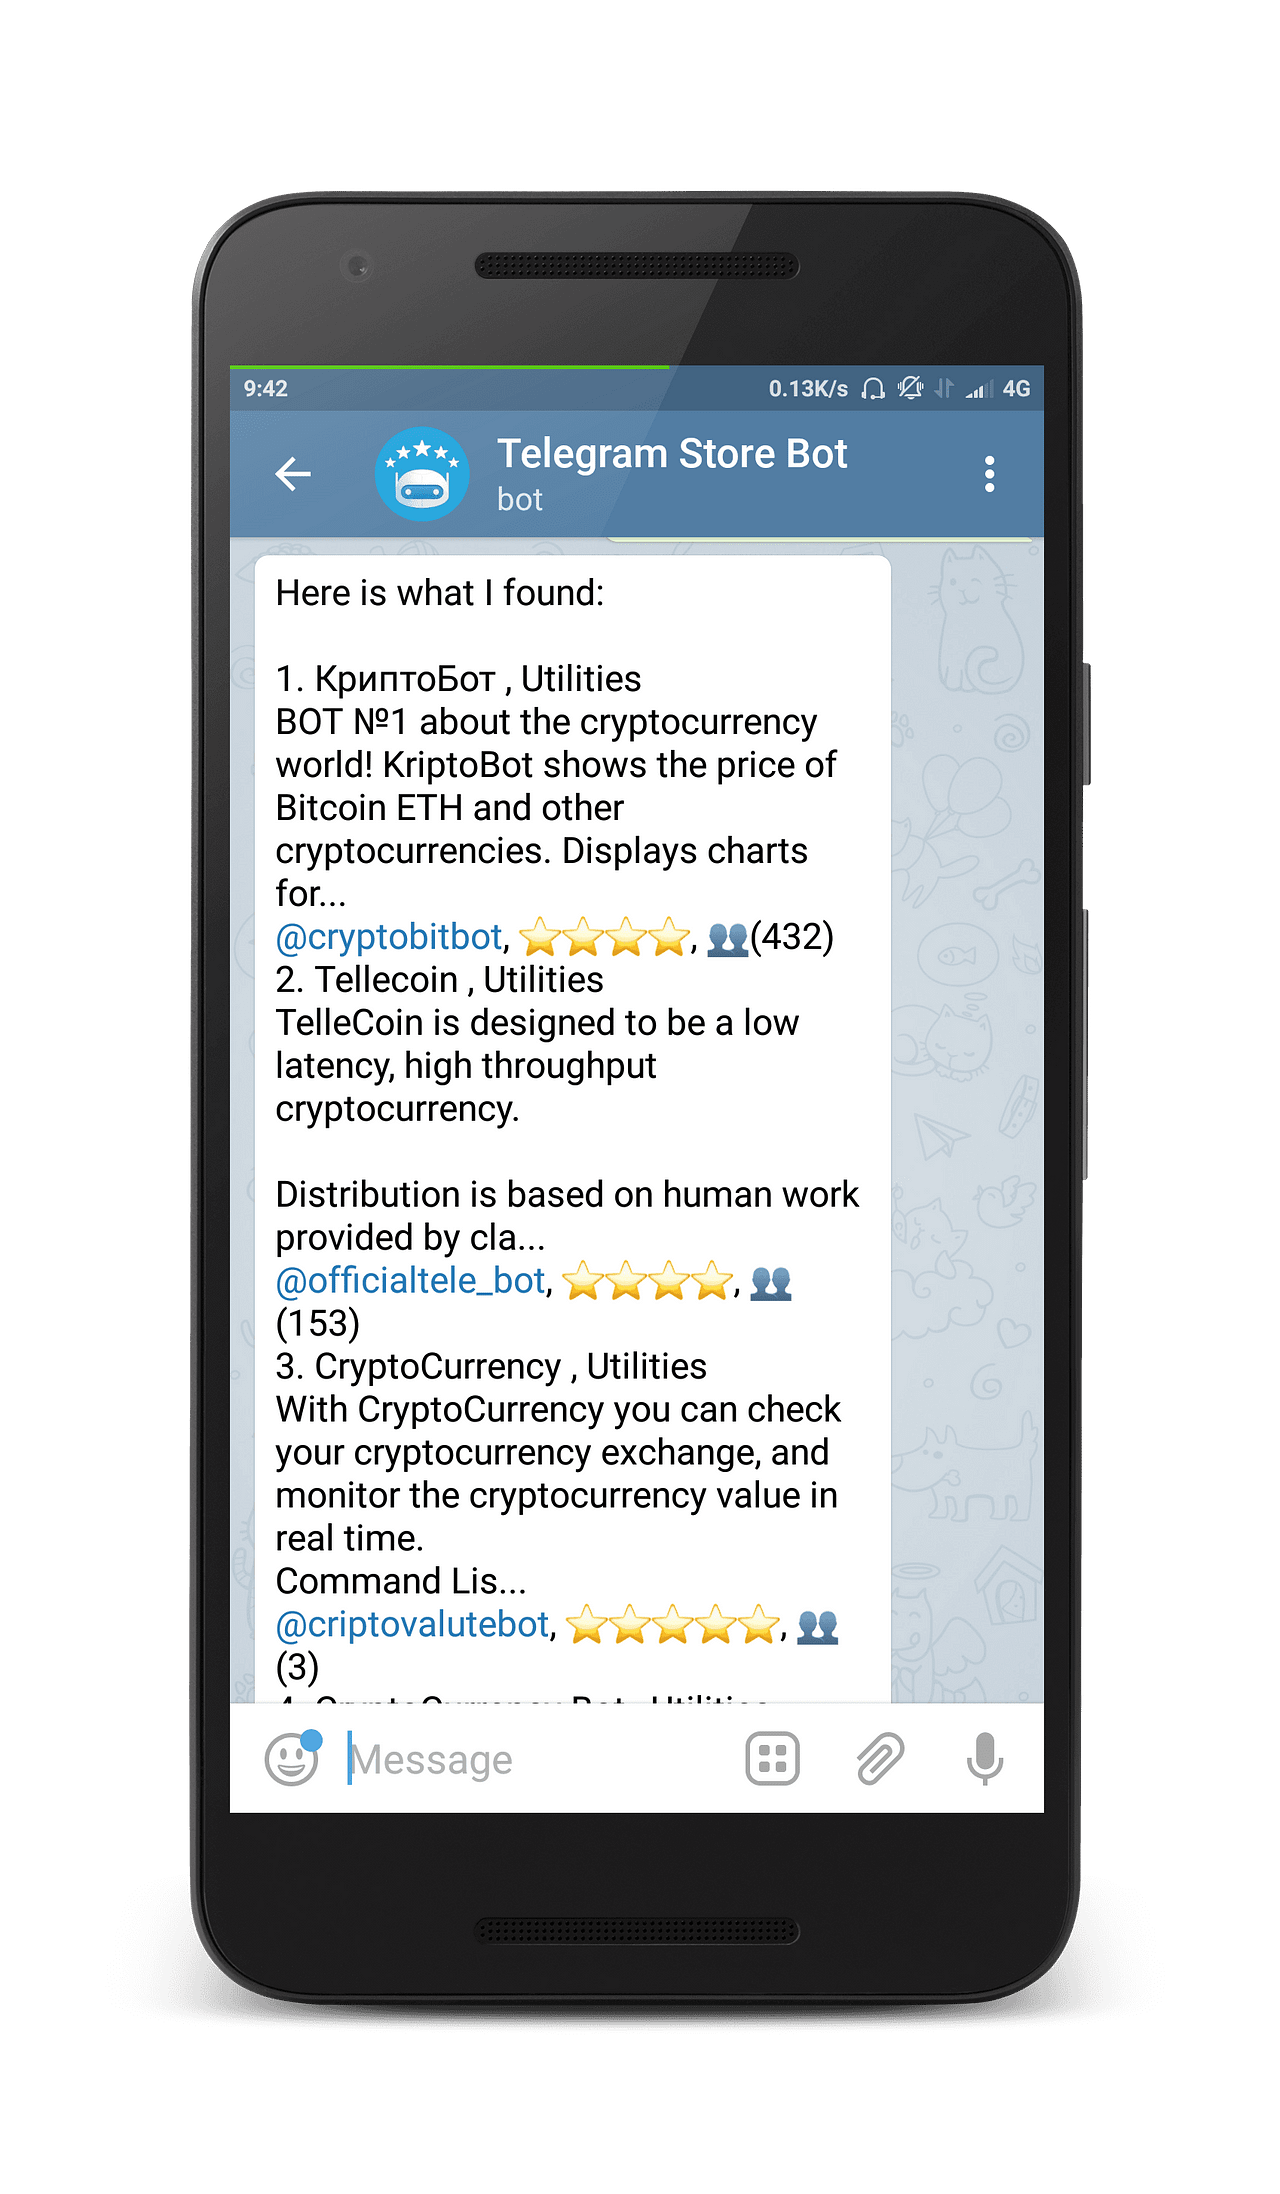 9:42 0.13K/s 4G
Telegram Store Bot
bot
Here is what I found:
1. КриптоБот , Utilities
BOT №1 about the cryptocurrency
world! KriptoBot shows the price of
Bitcoin ETH and other
cryptocurrencies. Displays charts
for...
@cryptobitbot, ⭐⭐⭐⭐, 👥(432)
2. Tellecoin , Utilities
TelleCoin is designed to be a low
latency, high throughput
cryptocurrency.
Distribution is based on human work
provided by cla...
@officialtele_bot, ⭐⭐⭐⭐, 👥
(153)
3. CryptoCurrency , Utilities
With CryptoCurrency you can check
your cryptocurrency exchange, and
monitor the cryptocurrency value in
real time.
Command Lis...
@criptovalutebot, ⭐⭐⭐⭐⭐, 👥
(3)
4. CryptoCurrency Bot , Utilities
Message